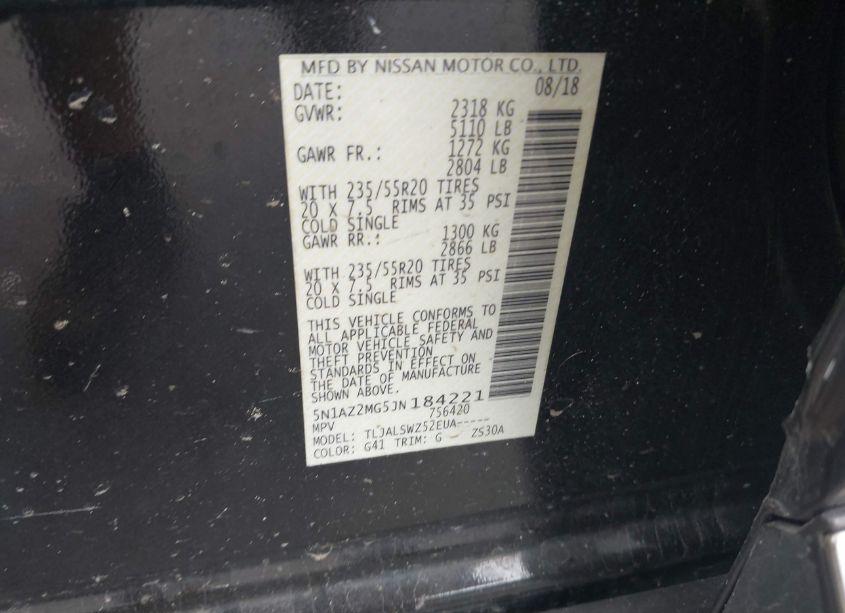 MFD BY NISSAN MOTOR CO., LTD.
DATE: 08/18
GVWR: 2318 KG
5110 LB
GAWR FR.: 1272 KG
2804 LB
WITH 235/55R20 TIRES
20 X 7.5 RIMS AT 35 PSI
COLD SINGLE
GAWR RR.: 1300 KG
2866 LB
WITH 235/55R20 TIRES
20 X 7.5 RIMS AT 35 PSI
COLD SINGLE
THIS VEHICLE CONFORMS TO
ALL APPLICABLE FEDERAL
MOTOR VEHICLE SAFETY AND
THEFT PREVENTION
STANDARDS IN EFFECT ON
THE DATE OF MANUFACTURE
SHOWN ABOVE.
5N1AZ2MG5JN184221
MPV 756420
MODEL: TLJALSWZ52EUA-----
COLOR: G41 TRIM: G ZS30A